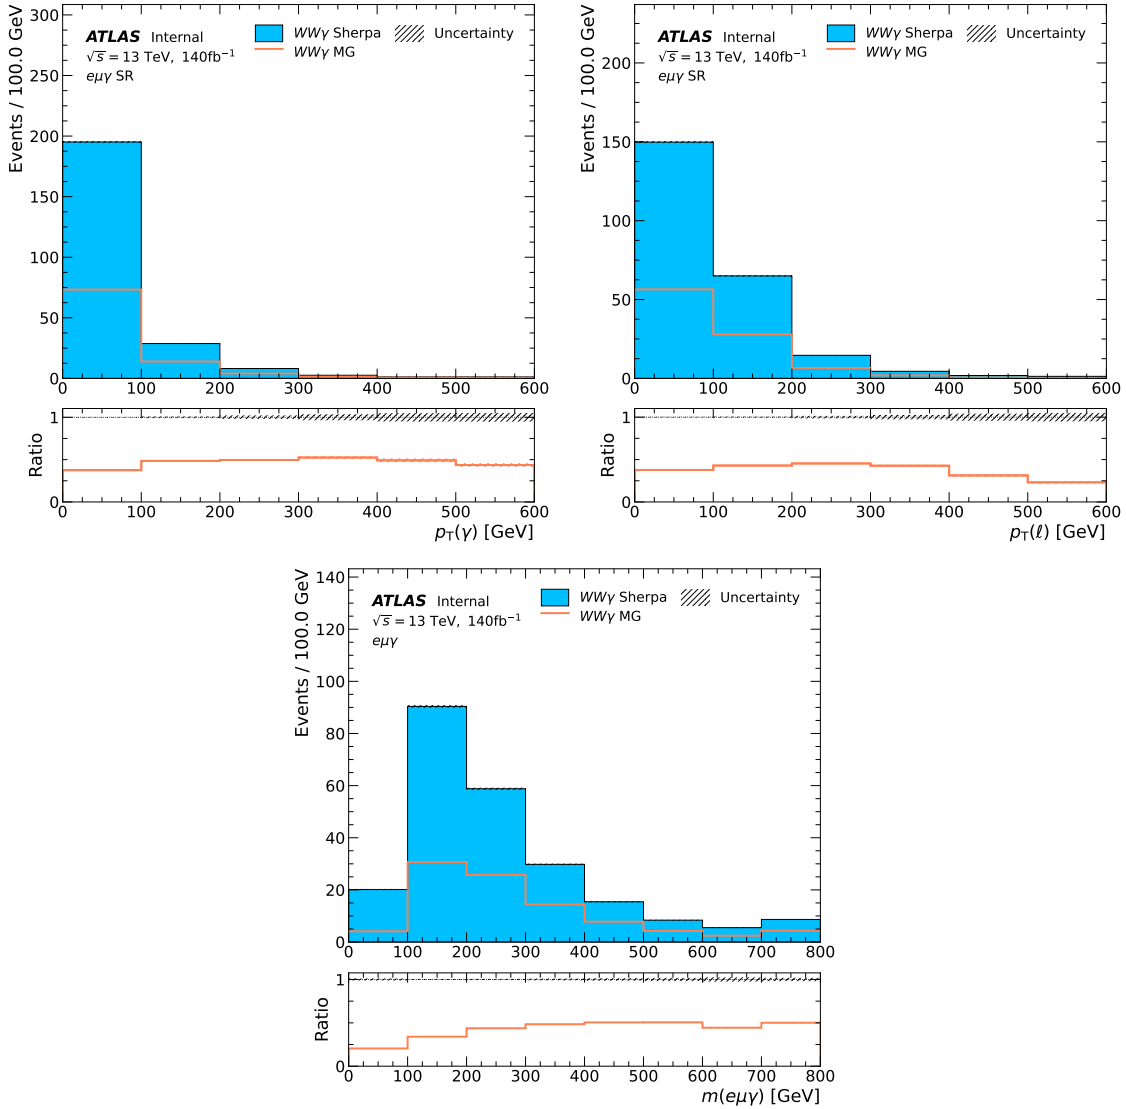 Events / 100.0 GeV
300
250
200
150
100
50
0
ATLAS Internal
√s = 13 TeV, 140fb⁻¹
eμγ SR
WWγ Sherpa
WWγ MG
Uncertainty
0 100 200 300 400 500 600
Ratio
1
0
0 100 200 300 400 500 600
p_T(γ) [GeV]
Events / 100.0 GeV
200
150
100
50
0
ATLAS Internal
√s = 13 TeV, 140fb⁻¹
eμγ SR
WWγ Sherpa
WWγ MG
Uncertainty
0 100 200 300 400 500 600
Ratio
1
0
0 100 200 300 400 500 600
p_T(ℓ) [GeV]
Events / 100.0 GeV
140
120
100
80
60
40
20
0
ATLAS Internal
√s = 13 TeV, 140fb⁻¹
eμγ
WWγ Sherpa
WWγ MG
Uncertainty
0 100 200 300 400 500 600 700 800
Ratio
1
0
0 100 200 300 400 500 600 700 800
m(eμγ) [GeV]